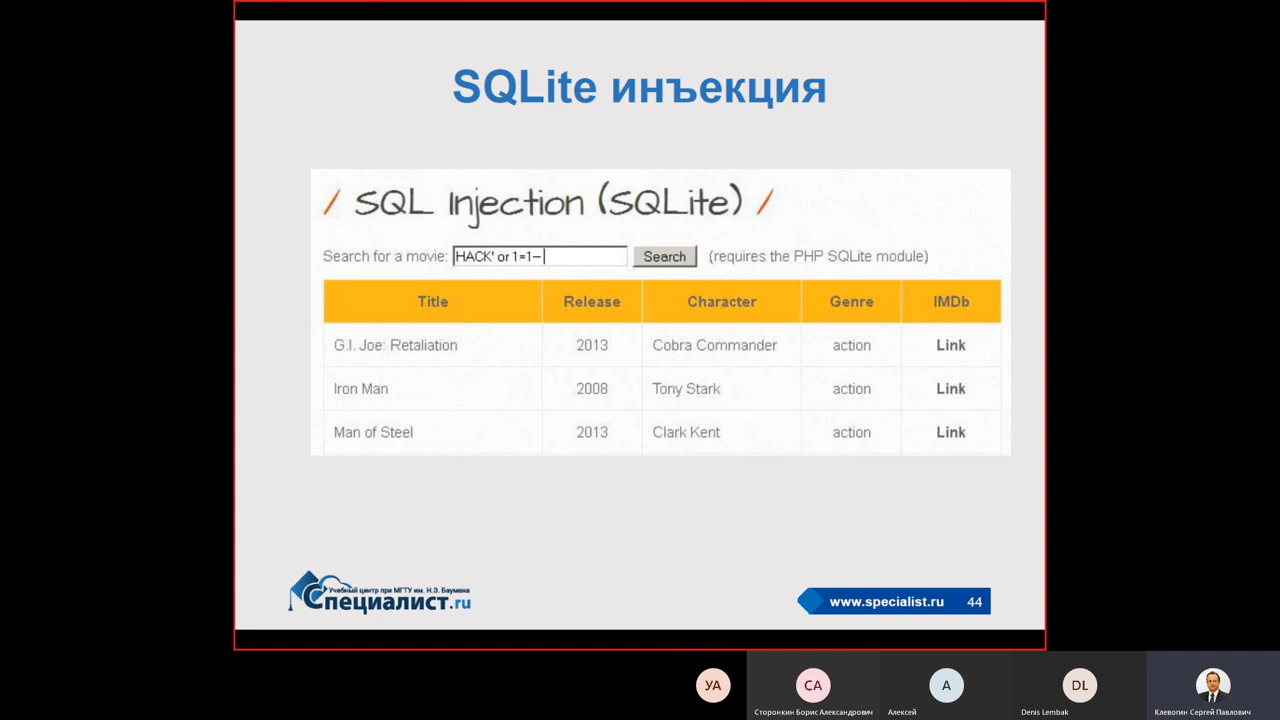 SQLite инъекция
/ SQL Injection (SQLite) /
Search for a movie: HACK' or 1=1-- Search (requires the PHP SQLite module)
Title Release Character Genre IMDb
G.I. Joe: Retaliation 2013 Cobra Commander action Link
Iron Man 2008 Tony Stark action Link
Man of Steel 2013 Clark Kent action Link
Учебный центр при МГТУ им. Н.Э. Баумана
Специалист.ru
www.specialist.ru 44
УА СА А DL
Сторонкин Борис Александрович Алексей Denis Lembak Клевогин Сергей Павлович